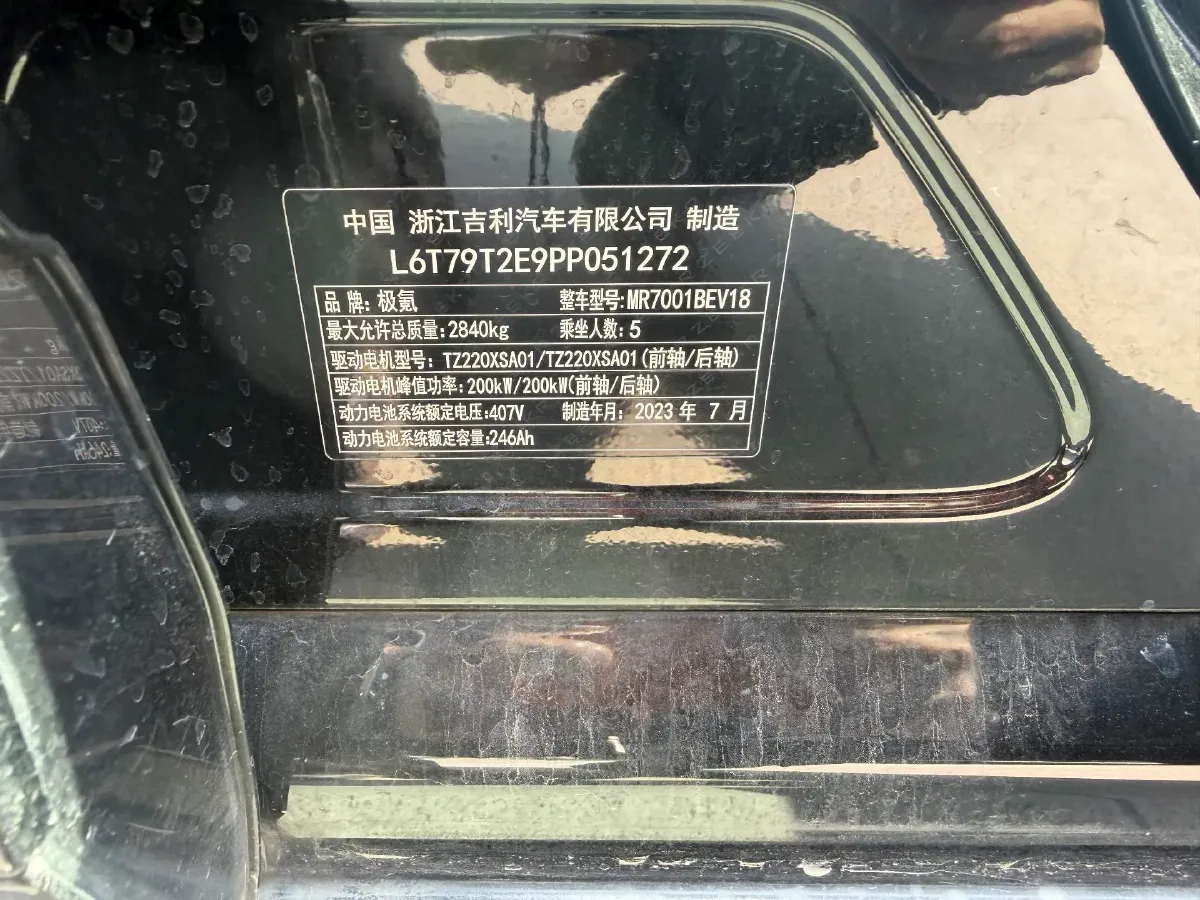 中国 浙江吉利汽车有限公司 制造
L6T79T2E9PP051272
品 牌: 极氪 整车型号:MR7001BEV18
最大允许总质量:2840kg 乘坐人数: 5
驱动电机型号: TZ220XSA01/TZ220XSA01(前轴/后轴)
驱动电机峰值功率:200kW/200kW(前轴/后轴)
动力电池系统额定电压:407V 制造年月: 2023 年 7 月
动力电池系统额定容量:246Ah